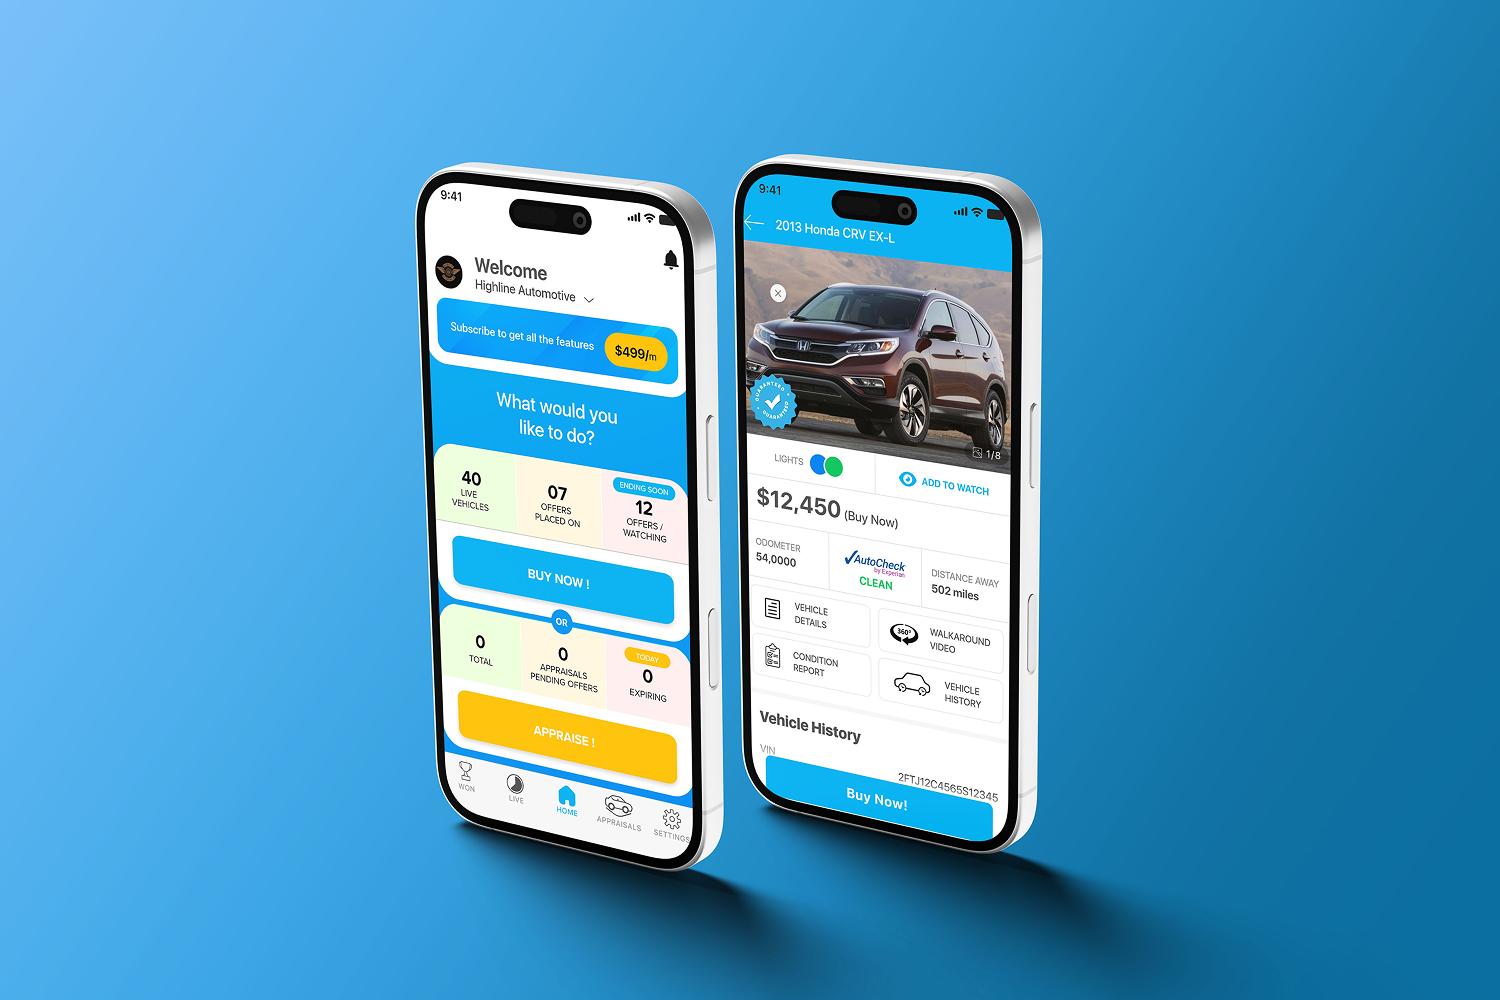 9:41
Welcome
Highline Automotive
Subscribe to get all the features
$499/m
What would you
like to do?
40
LIVE
VEHICLES
07
OFFERS
PLACED ON
ENDING SOON
12
OFFERS /
WATCHING
BUY NOW !
OR
0
TOTAL
0
APPRAISALS
PENDING OFFERS
TODAY
0
EXPIRING
APPRAISE !
WON
LIVE
HOME
APPRAISALS
SETTINGS
9:41
2013 Honda CRV EX-L
GUARANTEED
GUARANTEED
1/8
LIGHTS
ADD TO WATCH
$12,450 (Buy Now)
ODOMETER
54,0000
AutoCheck
by Experian
CLEAN
DISTANCE AWAY
502 miles
VEHICLE
DETAILS
360°
WALKAROUND
VIDEO
CONDITION
REPORT
VEHICLE
HISTORY
Vehicle History
VIN
2FTJ12C4565S12345
Buy Now!